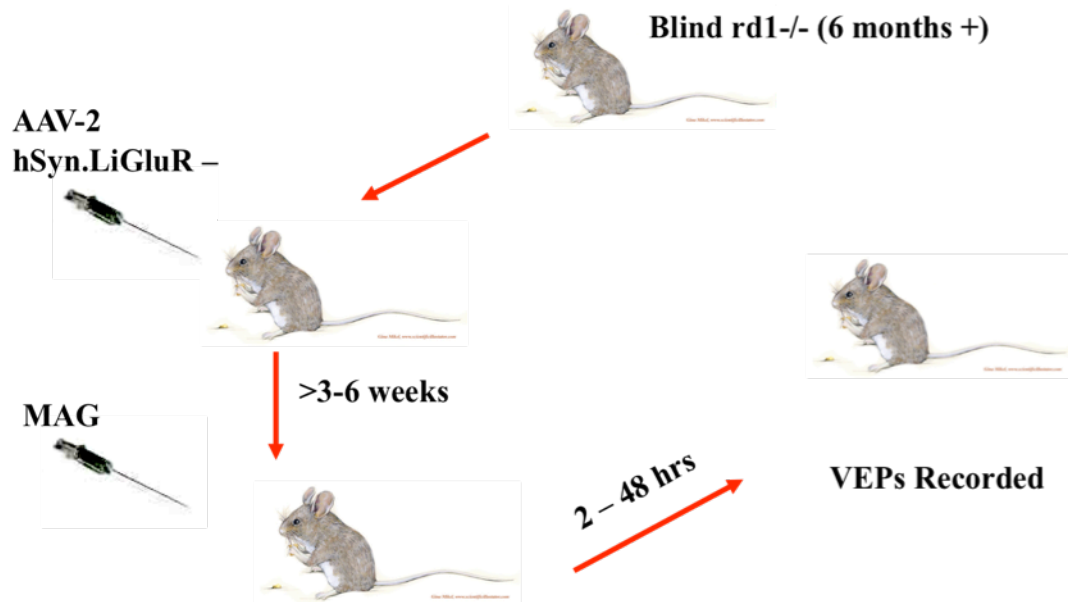 Blind rd1-/- (6 months +)
AAV-2
hSyn.LiGluR –
>3-6 weeks
MAG
2 – 48 hrs
VEPs Recorded